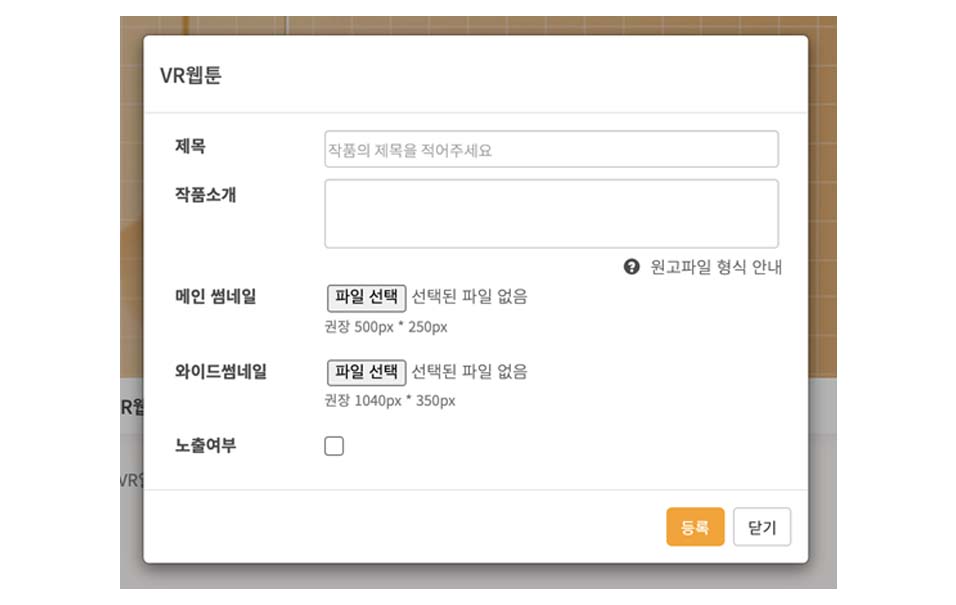 VR웹툰
제목
작품의 제목을 적어주세요
작품소개
원고파일 형식 안내
메인 썸네일
파일 선택 선택된 파일 없음
권장 500px * 250px
와이드썸네일
파일 선택 선택된 파일 없음
권장 1040px * 350px
노출여부
등록 닫기